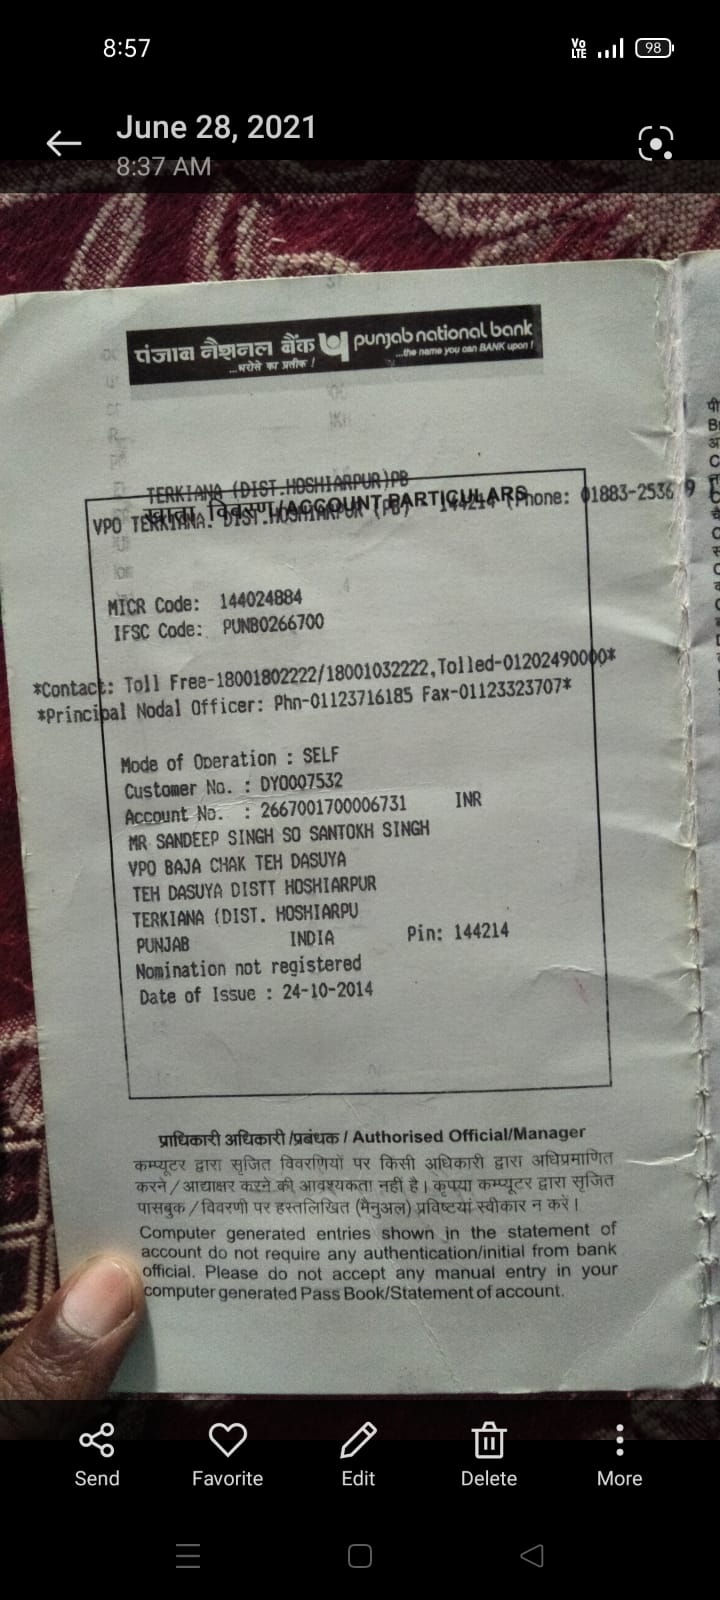 8:57
Vo LTE 98
June 28, 2021
8:37 AM
पंजाब नैशनल बैंक punjab national bank
...भरोसे का प्रतीक ! ...the name you can BANK upon !
TERKIANA (DIST.HOSHIARPUR)PB
खाता विवरण/ACCOUNT PARTICULARS
VPO TERKIANA. DIST.HOSHIARPUR (PB) - 144214 (Phone: 01883-2536 9
MICR Code: 144024884
IFSC Code: PUNB0266700
*Contact: Toll Free-18001802222/18001032222,Tolled-01202490000*
*Principal Nodal Officer: Phn-01123716185 Fax-01123323707*
Mode of Operation : SELF
Customer No. : DYO007532
Account No. : 2667001700006731 INR
MR SANDEEP SINGH SO SANTOKH SINGH
VPO BAJA CHAK TEH DASUYA
TEH DASUYA DISTT HOSHIARPUR
TERKIANA (DIST. HOSHIARPU
PUNJAB INDIA Pin: 144214
Nomination not registered
Date of Issue : 24-10-2014
प्राधिकारी अधिकारी /प्रबंधक / Authorised Official/Manager
कम्प्यूटर द्वारा सृजित विवरणियों पर किसी अधिकारी द्वारा अधिप्रमाणित
करने / आद्याक्षर करने की आवश्यकता नहीं है । कृपया कम्प्यूटर द्वारा सृजित
पासबुक / विवरणी पर हस्तलिखित (मैनुअल) प्रविष्टियां स्वीकार न करें ।
Computer generated entries shown in the statement of
account do not require any authentication/initial from bank
official. Please do not accept any manual entry in your
computer generated Pass Book/Statement of account.
Send Favorite Edit Delete More